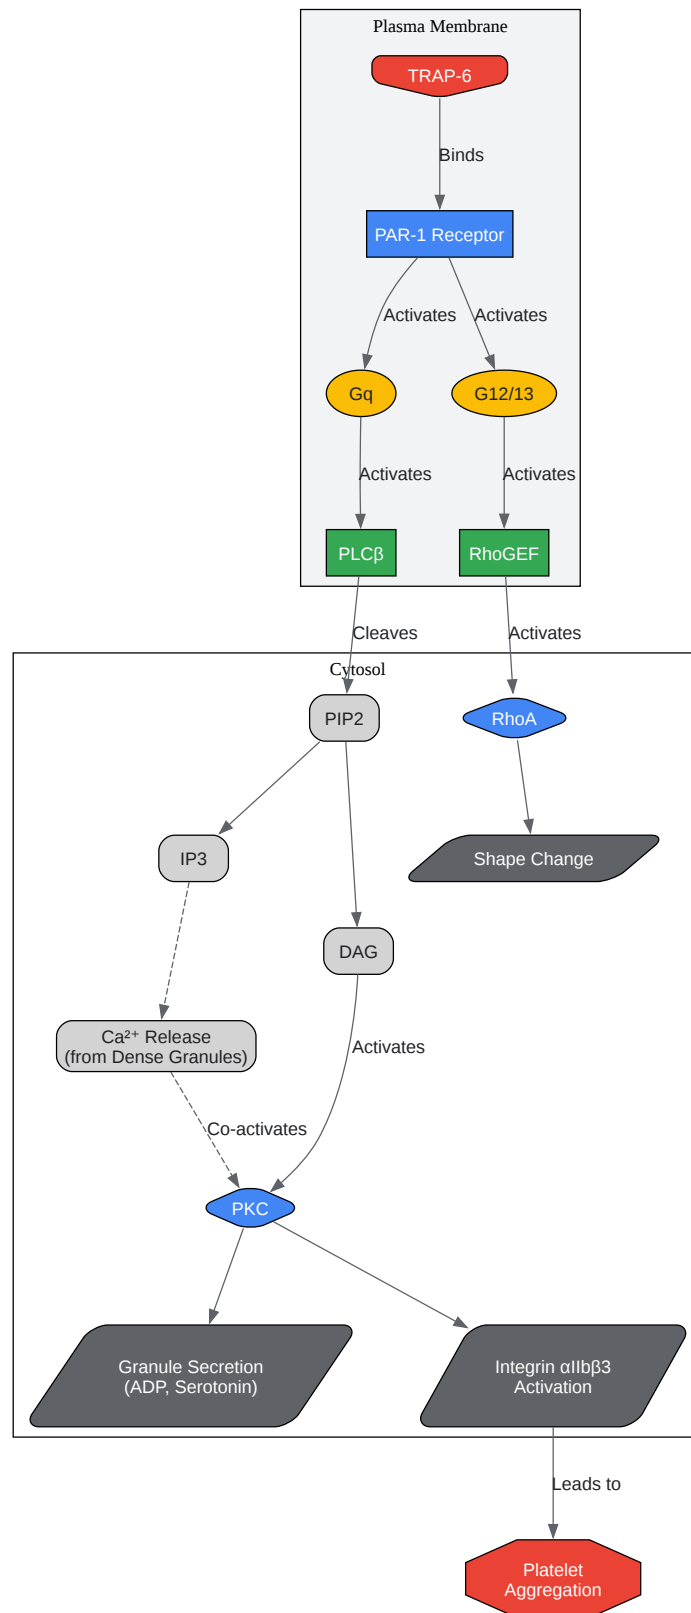 Plasma Membrane
TRAP-6
Binds
PAR-1 Receptor
Activates
Activates
Gq
G12/13
Activates
Activates
PLCβ
RhoGEF
Cleaves
Activates
Cytosol
PIP2
RhoA
IP3
Shape Change
DAG
Ca²⁺ Release
(from Dense Granules)
Activates
Co-activates
PKC
Granule Secretion
(ADP, Serotonin)
Integrin αIIbβ3
Activation
Leads to
Platelet
Aggregation